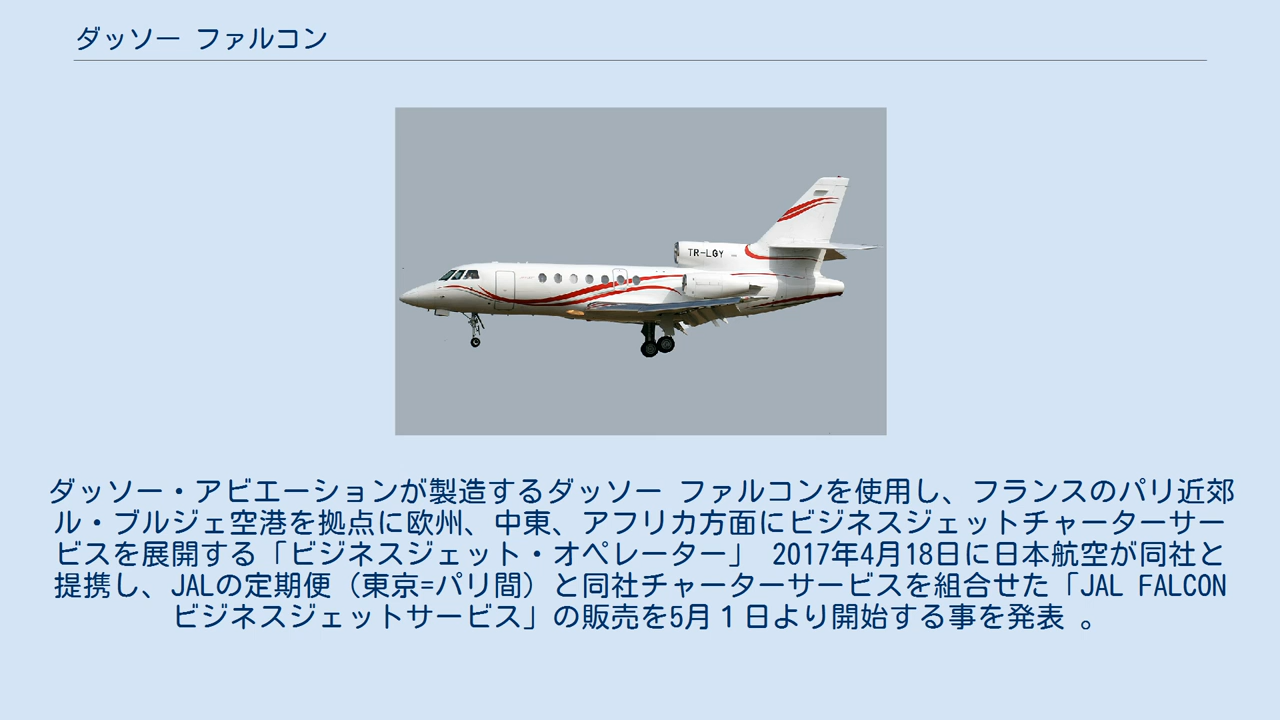 ダッソー ファルコン
TR-LGY
ダッソー・アビエーションが製造するダッソー ファルコンを使用し、フランスのパリ近郊
ル・ブルジェ空港を拠点に欧州、中東、アフリカ方面にビジネスジェットチャーターサー
ビスを展開する「ビジネスジェット・オペレーター」 2017年4月18日に日本航空が同社と
提携し、JALの定期便（東京=パリ間）と同社チャーターサービスを組合せた「JAL FALCON
ビジネスジェットサービス」の販売を5月１日より開始する事を発表 。